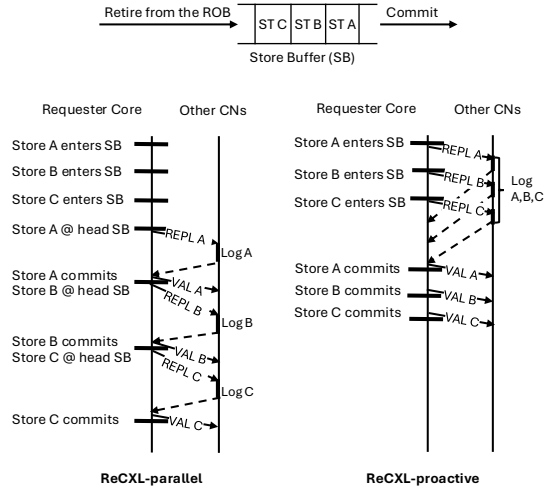 Retire from the ROB
ST C
ST B
ST A
Commit
Store Buffer (SB)
Requester Core
Other CNs
Store A enters SB
Store B enters SB
Store C enters SB
Store A @ head SB
REPL A
Log A
Store A commits
Store B @ head SB
VAL A
REPL B
Log B
Store B commits
Store C @ head SB
VAL B
REPL C
Log C
Store C commits
VAL C
ReCXL-parallel
Requester Core
Other CNs
Store A enters SB
REPL A
Store B enters SB
REPL B
Store C enters SB
REPL C
Log
A,B,C
Store A commits
VAL A
Store B commits
VAL B
Store C commits
VAL C
ReCXL-proactive